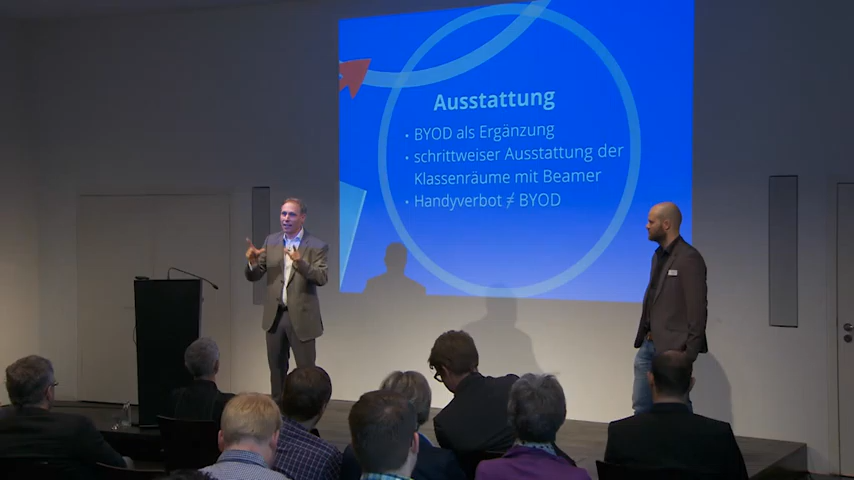 Ausstattung
• BYOD als Ergänzung
• schrittweiser Ausstattung der
Klassenräume mit Beamer
• Handyverbot ≠ BYOD